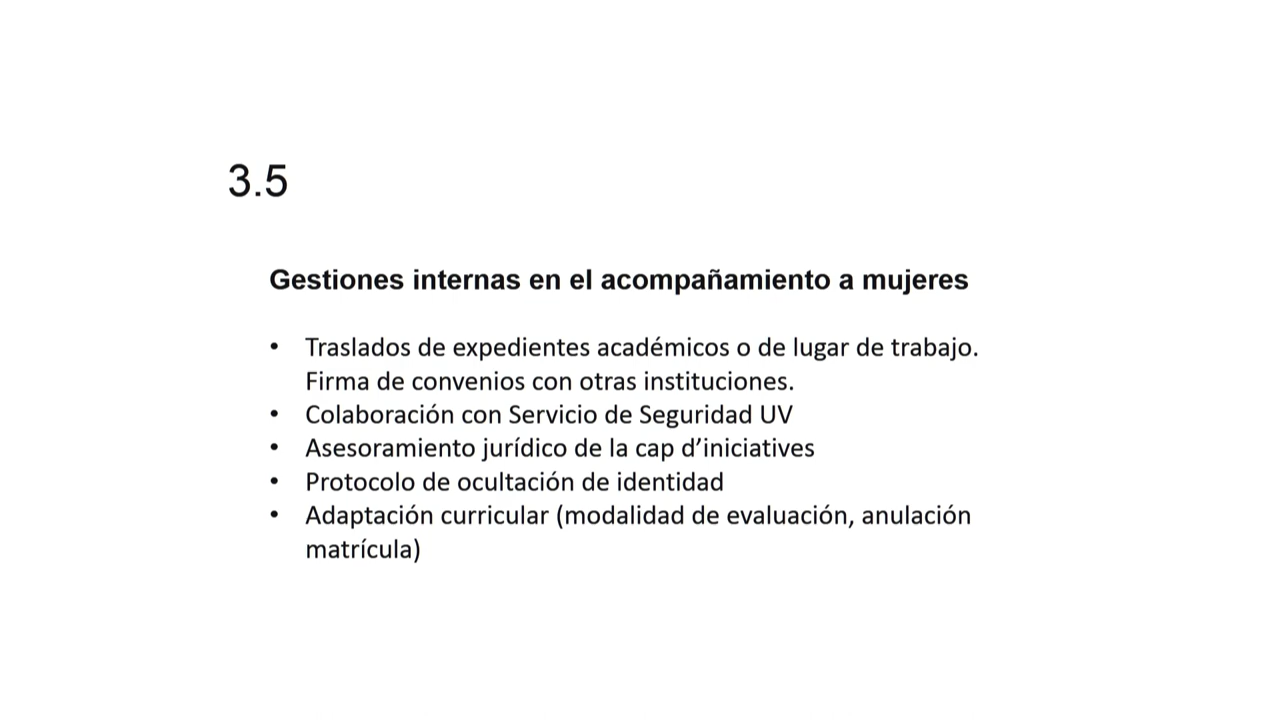 3.5
Gestiones internas en el acompañamiento a mujeres
• Traslados de expedientes académicos o de lugar de trabajo.
Firma de convenios con otras instituciones.
• Colaboración con Servicio de Seguridad UV
• Asesoramiento jurídico de la cap d’iniciatives
• Protocolo de ocultación de identidad
• Adaptación curricular (modalidad de evaluación, anulación
matrícula)